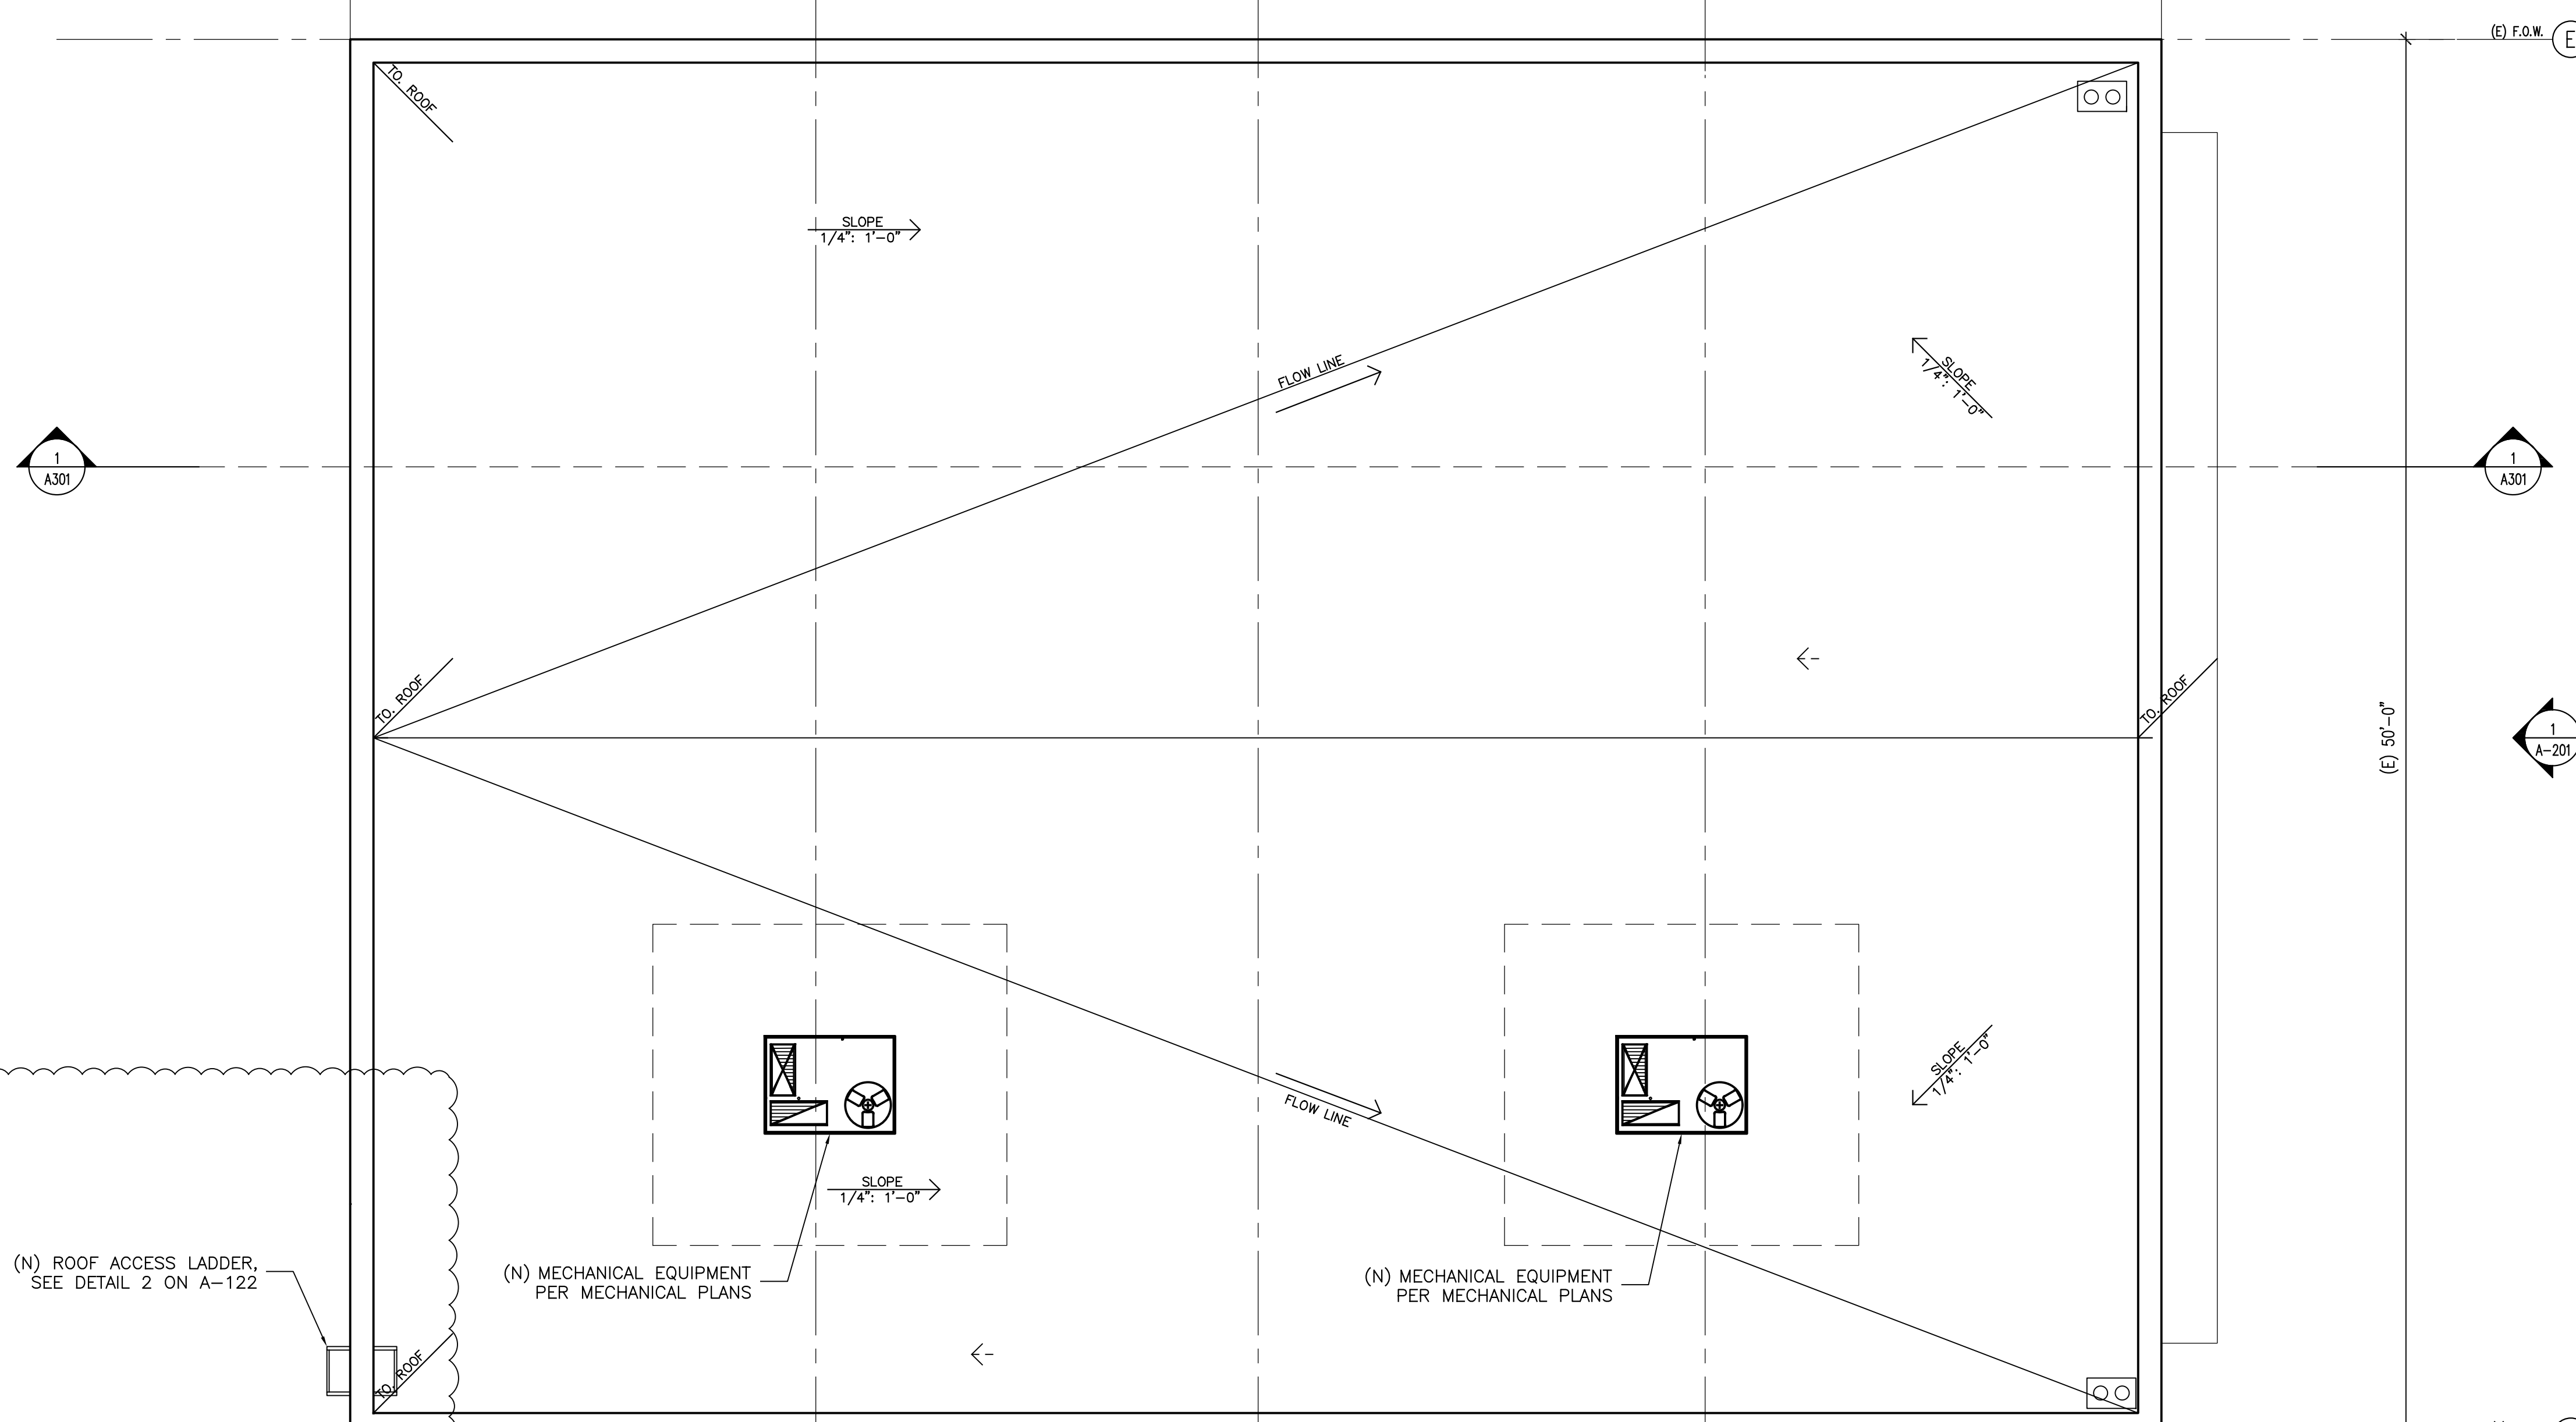 (E) F.O.W.
E
TO. ROOF
SLOPE
1/4": 1'-0"
FLOW LINE
SLOPE
1/4": 1'-0"
1
A301
1
A301
TO. ROOF
TO. ROOF
(E) 50'-0"
1
A-201
SLOPE
1/4": 1'-0"
FLOW LINE
SLOPE
1/4": 1'-0"
(N) ROOF ACCESS LADDER,
SEE DETAIL 2 ON A-122
(N) MECHANICAL EQUIPMENT
PER MECHANICAL PLANS
(N) MECHANICAL EQUIPMENT
PER MECHANICAL PLANS
TO. ROOF